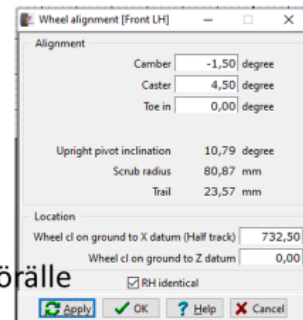 Wheel alignment [Front LH]
Alignment
Camber -1,50 degree
Caster 4,50 degree
Toe in 0,00 degree
Upright pivot inclination 10,79 degree
Scrub radius 80,87 mm
Trail 23,57 mm
Location
Wheel cl on ground to X datum (Half track) 732,50
Wheel cl on ground to Z datum 0,00
RH identical
Apply OK ? Help Cancel